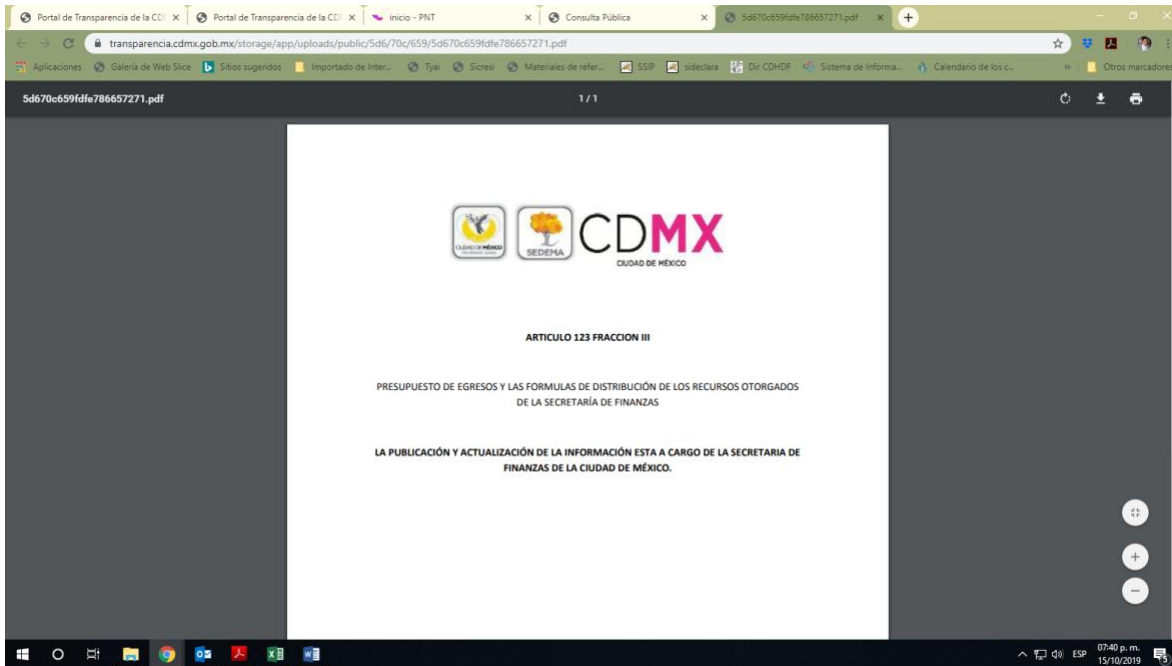 Portal de Transparencia de la CD
Portal de Transparencia de la CD
inicio - PNT
Consulta Pública
5d670c659fdfe786657271.pdf
transparencia.cdmx.gob.mx/storage/app/uploads/public/5d6/70c/659/5d670c659fdfe786657271.pdf
Aplicaciones
Galería de Web Slice
Sitios sugeridos
Importado de Inter...
Tyai
Sicresi
Materiales de refer...
SSIP
sideclara
Dir CDHDF
Sistema de Informa...
Calendario de los c...
Otros marcadores
5d670c659fdfe786657271.pdf
1 / 1
CIUDAD DE MÉXICO
SEDEMA
CDMX
CIUDAD DE MÉXICO
ARTICULO 123 FRACCION III
PRESUPUESTO DE EGRESOS Y LAS FORMULAS DE DISTRIBUCIÓN DE LOS RECURSOS OTORGADOS
DE LA SECRETARÍA DE FINANZAS
LA PUBLICACIÓN Y ACTUALIZACIÓN DE LA INFORMACIÓN ESTA A CARGO DE LA SECRETARIA DE
FINANZAS DE LA CIUDAD DE MÉXICO.
ESP
07:40 p. m.
15/10/2019